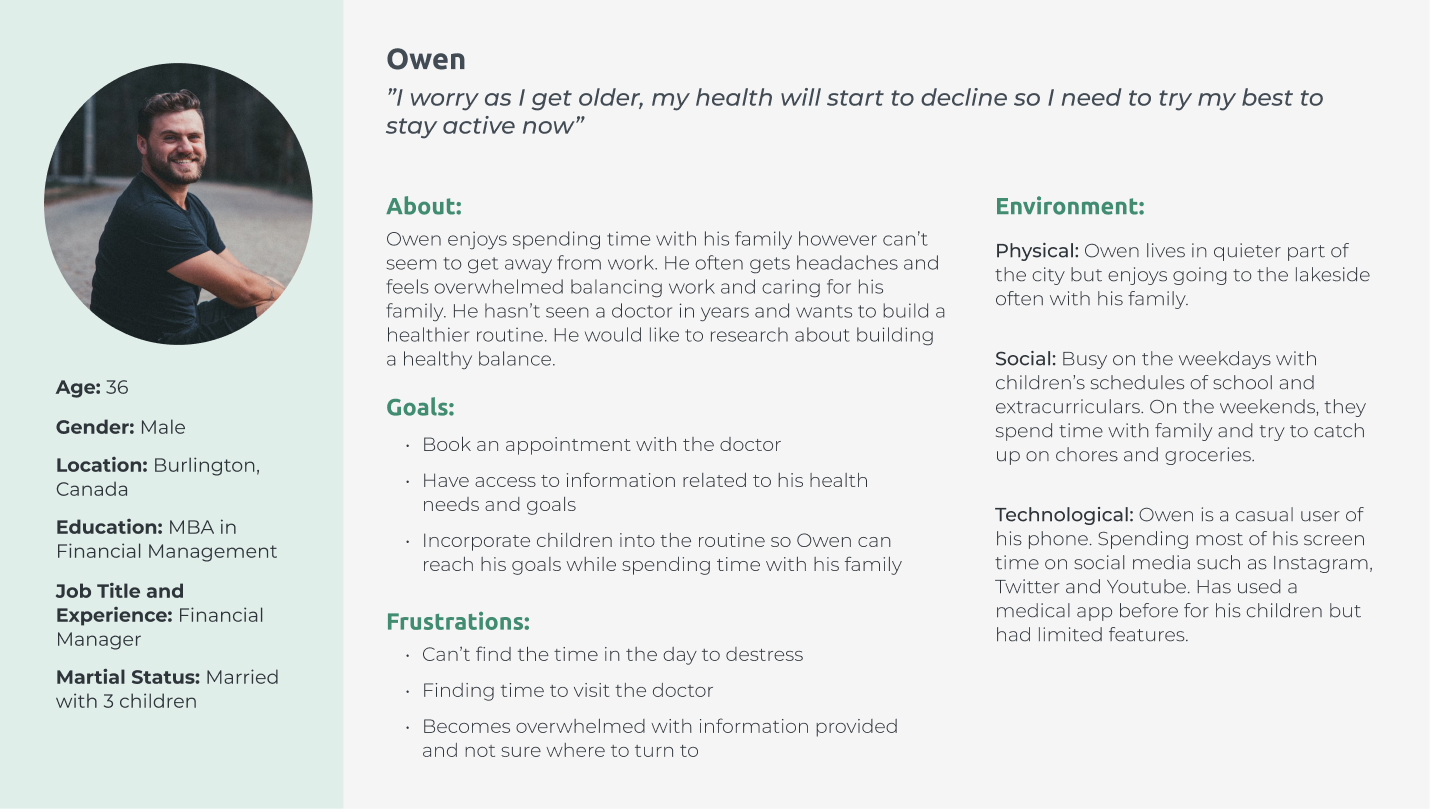 Owen
”I worry as I get older, my health will start to decline so I need to try my best to
stay active now”
Age: 36
Gender: Male
Location: Burlington,
Canada
Education: MBA in
Financial Management
Job Title and
Experience: Financial
Manager
Martial Status: Married
with 3 children
About:
Owen enjoys spending time with his family however can’t
seem to get away from work. He often gets headaches and
feels overwhelmed balancing work and caring for his
family. He hasn’t seen a doctor in years and wants to build a
healthier routine. He would like to research about building
a healthy balance.
Goals:
· Book an appointment with the doctor
· Have access to information related to his health
needs and goals
· Incorporate children into the routine so Owen can
reach his goals while spending time with his family
Frustrations:
· Can’t find the time in the day to destress
· Finding time to visit the doctor
· Becomes overwhelmed with information provided
and not sure where to turn to
Environment:
Physical: Owen lives in quieter part of
the city but enjoys going to the lakeside
often with his family.
Social: Busy on the weekdays with
children’s schedules of school and
extracurriculars. On the weekends, they
spend time with family and try to catch
up on chores and groceries.
Technological: Owen is a casual user of
his phone. Spending most of his screen
time on social media such as Instagram,
Twitter and Youtube. Has used a
medical app before for his children but
had limited features.